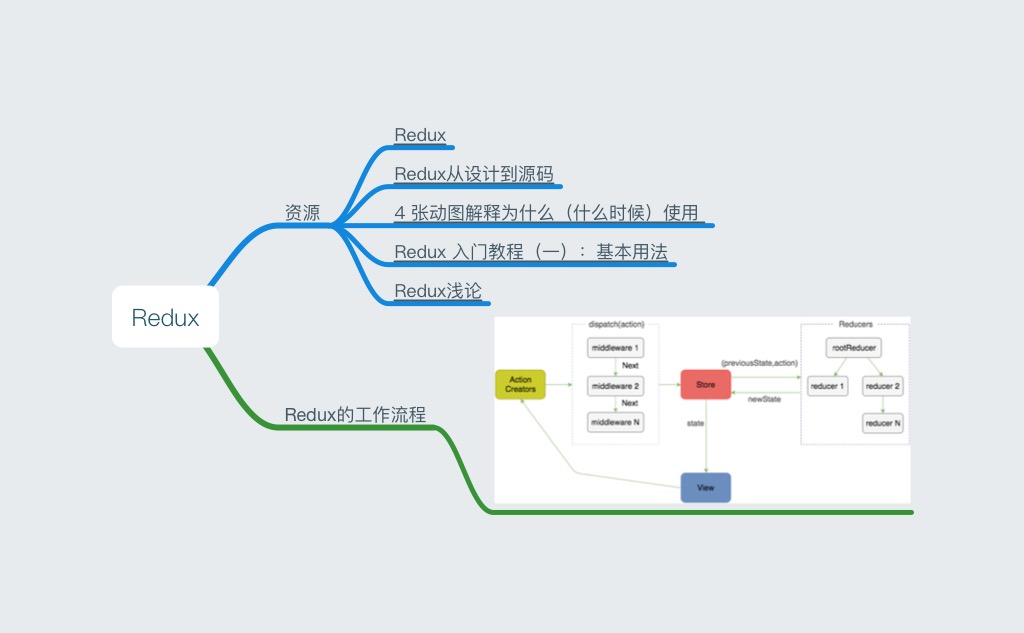 Redux
资源
Redux
Redux从设计到源码
4 张动图解释为什么（什么时候）使用
Redux 入门教程（一）：基本用法
Redux浅论
Redux的工作流程
dispatch(action)
middleware 1
Next
middleware 2
Next
middleware N
Action
Creators
Store
(previousState,action)
newState
state
View
Reducers
rootReducer
reducer 1
reducer 2
reducer N